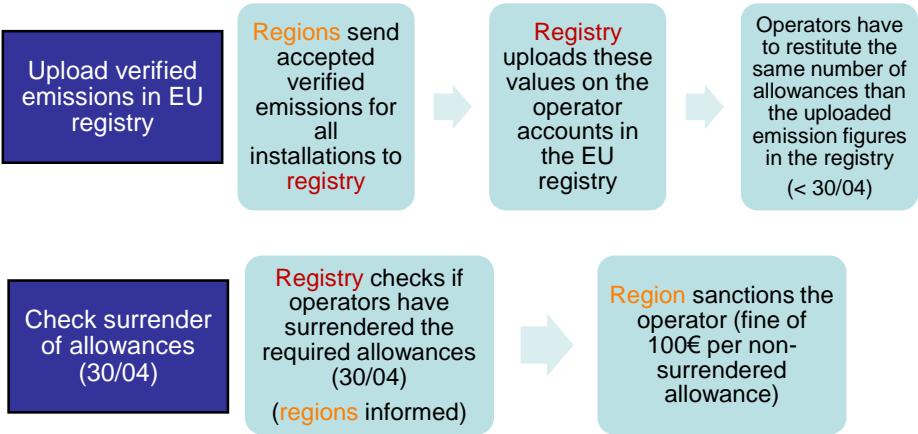 Upload verified
emissions in EU
registry
Regions send
accepted
verified
emissions for
all
installations to
registry
Registry
uploads these
values on the
operator
accounts in
the EU
registry
Operators have
to restitute the
same number of
allowances than
the uploaded
emission figures
in the registry
(< 30/04)
Check surrender
of allowances
(30/04)
Registry checks if
operators have
surrendered the
required allowances
(30/04)
(regions informed)
Region sanctions the
operator (fine of
100€ per non-
surrendered
allowance)